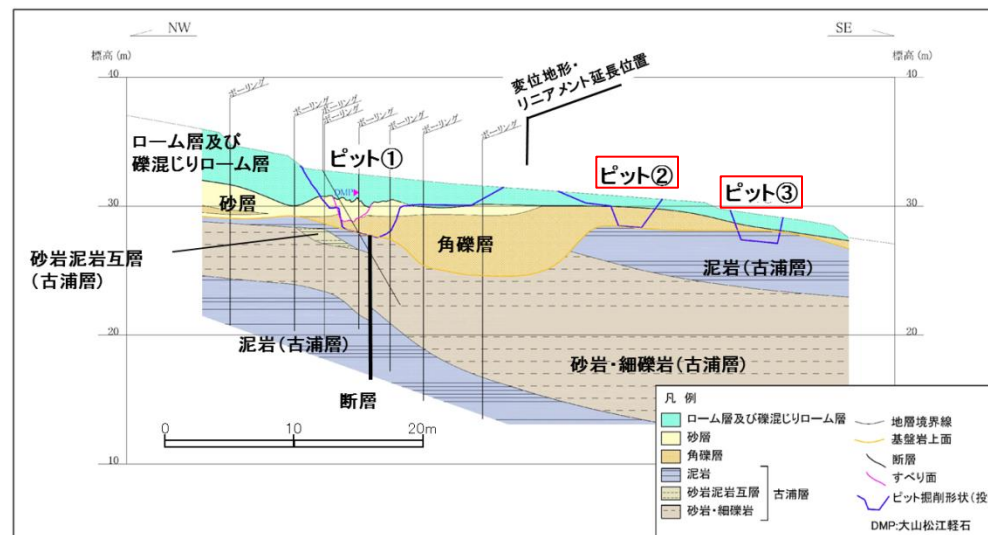 NW
SE
標高(m)
標高(m)
40
40
ボーリング
ボーリング
ボーリング
ボーリング
ボーリング
ボーリング
ボーリング
ボーリング
変位地形・
リニアメント延長位置
ローム層及び
礫混じりローム層
ピット①
ピット②
ピット③
DMP
30
30
砂層
角礫層
砂岩泥岩互層
(古浦層)
泥岩(古浦層)
20
20
泥岩(古浦層)
砂岩・細礫岩(古浦層)
断層
0
10
20m
10
凡 例
ローム層及び礫混じりローム層
砂層
角礫層
泥岩
砂岩泥岩互層
砂岩・細礫岩
古浦層
地層境界線
基盤岩上面
断層
すべり面
ピット掘削形状(投
DMP:大山松江軽石